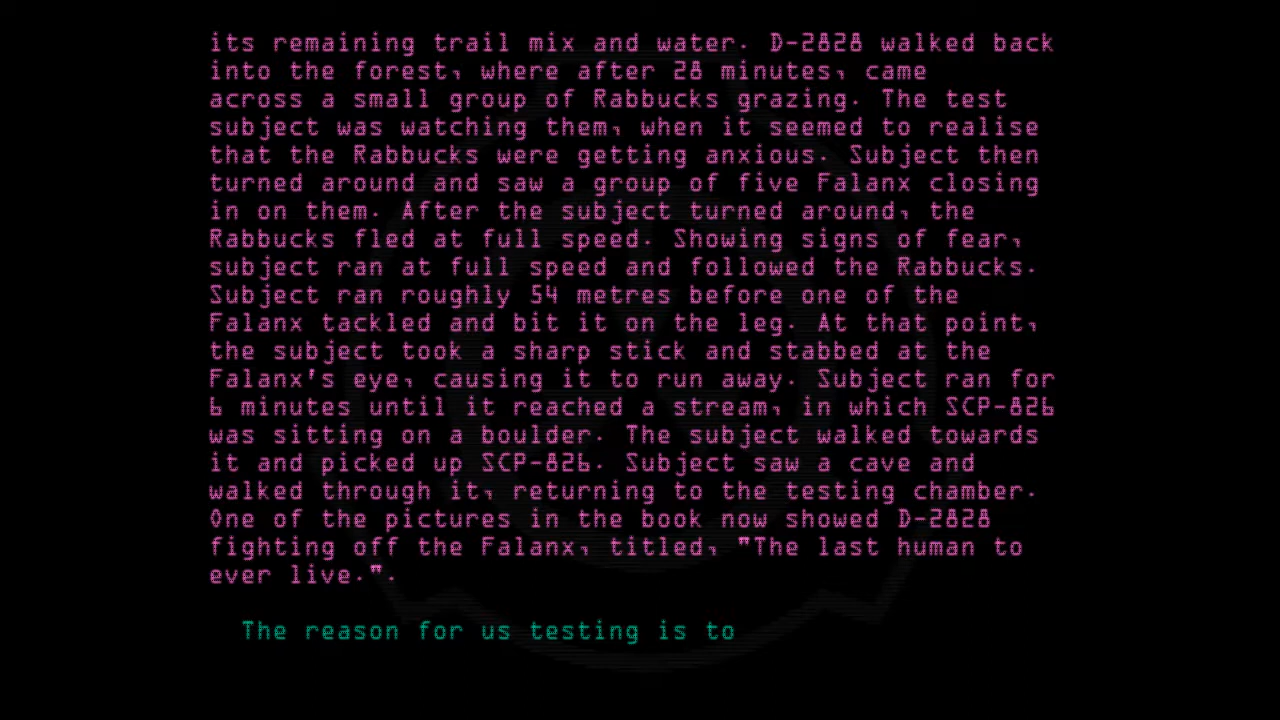 its remaining trail mix and water. D-2828 walked back
into the forest, where after 28 minutes, came
across a small group of Rabbucks grazing. The test
subject was watching them, when it seemed to realise
that the Rabbucks were getting anxious. Subject then
turned around and saw a group of five Falanx closing
in on them. After the subject turned around, the
Rabbucks fled at full speed. Showing signs of fear,
subject ran at full speed and followed the Rabbucks.
Subject ran roughly 54 metres before one of the
Falanx tackled and bit it on the leg. At that point,
the subject took a sharp stick and stabbed at the
Falanx's eye, causing it to run away. Subject ran for
6 minutes until it reached a stream, in which SCP-826
was sitting on a boulder. The subject walked towards
it and picked up SCP-826. Subject saw a cave and
walked through it, returning to the testing chamber.
One of the pictures in the book now showed D-2828
fighting off the Falanx, titled, "The last human to
ever live.".
The reason for us testing is to